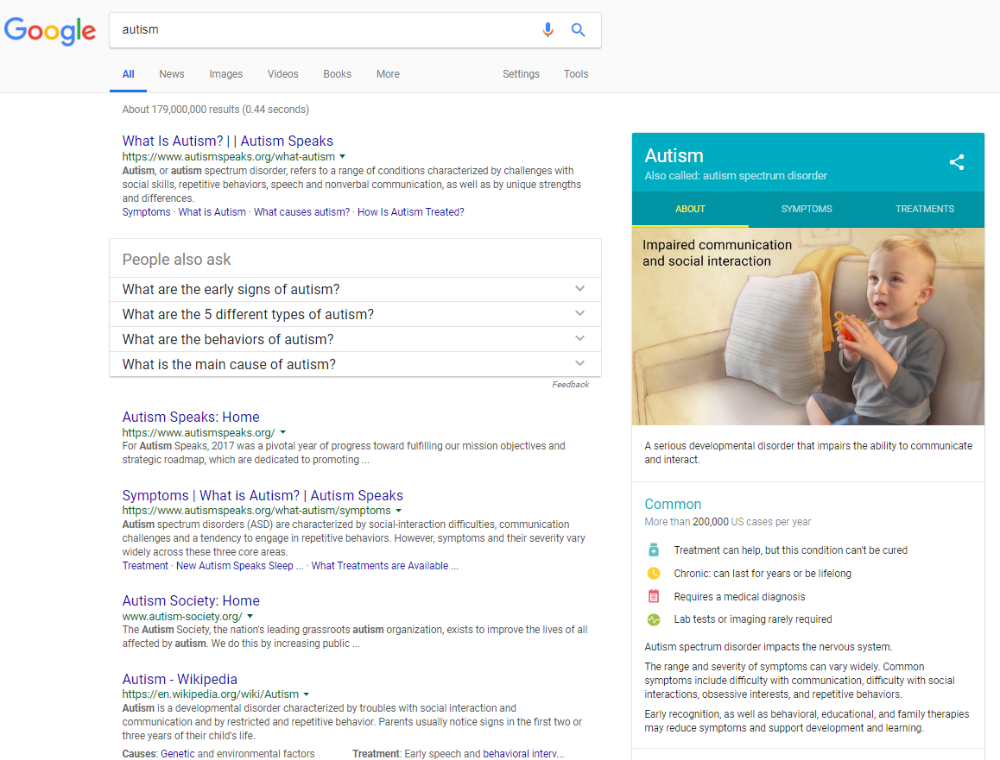 Google
autism
All News Images Videos Books More Settings Tools
About 179,000,000 results (0.44 seconds)
What Is Autism? | | Autism Speaks
https://www.autismspeaks.org/what-autism
Autism, or autism spectrum disorder, refers to a range of conditions characterized by challenges with
social skills, repetitive behaviors, speech and nonverbal communication, as well as by unique strengths
and differences.
Symptoms · What is Autism · What causes autism? · How Is Autism Treated?
People also ask
What are the early signs of autism?
What are the 5 different types of autism?
What are the behaviors of autism?
What is the main cause of autism?
Feedback
Autism Speaks: Home
https://www.autismspeaks.org/
For Autism Speaks, 2017 was a pivotal year of progress toward fulfilling our mission objectives and
strategic roadmap, which are dedicated to promoting ...
Symptoms | What is Autism? | Autism Speaks
https://www.autismspeaks.org/what-autism/symptoms
Autism spectrum disorders (ASD) are characterized by social-interaction difficulties, communication
challenges and a tendency to engage in repetitive behaviors. However, symptoms and their severity vary
widely across these three core areas.
Treatment · New Autism Speaks Sleep ... · What Treatments are Available ...
Autism Society: Home
www.autism-society.org/
The Autism Society, the nation's leading grassroots autism organization, exists to improve the lives of all
affected by autism. We do this by increasing public ...
Autism - Wikipedia
https://en.wikipedia.org/wiki/Autism
Autism is a developmental disorder characterized by troubles with social interaction and
communication and by restricted and repetitive behavior. Parents usually notice signs in the first two or
three years of their child's life.
Causes: Genetic and environmental factors Treatment: Early speech and behavioral interv...
Autism
Also called: autism spectrum disorder
ABOUT SYMPTOMS TREATMENTS
Impaired communication
and social interaction
A serious developmental disorder that impairs the ability to communicate
and interact.
Common
More than 200,000 US cases per year
Treatment can help, but this condition can't be cured
Chronic: can last for years or be lifelong
Requires a medical diagnosis
Lab tests or imaging rarely required
Autism spectrum disorder impacts the nervous system.
The range and severity of symptoms can vary widely. Common
symptoms include difficulty with communication, difficulty with social
interactions, obsessive interests, and repetitive behaviors.
Early recognition, as well as behavioral, educational, and family therapies
may reduce symptoms and support development and learning.